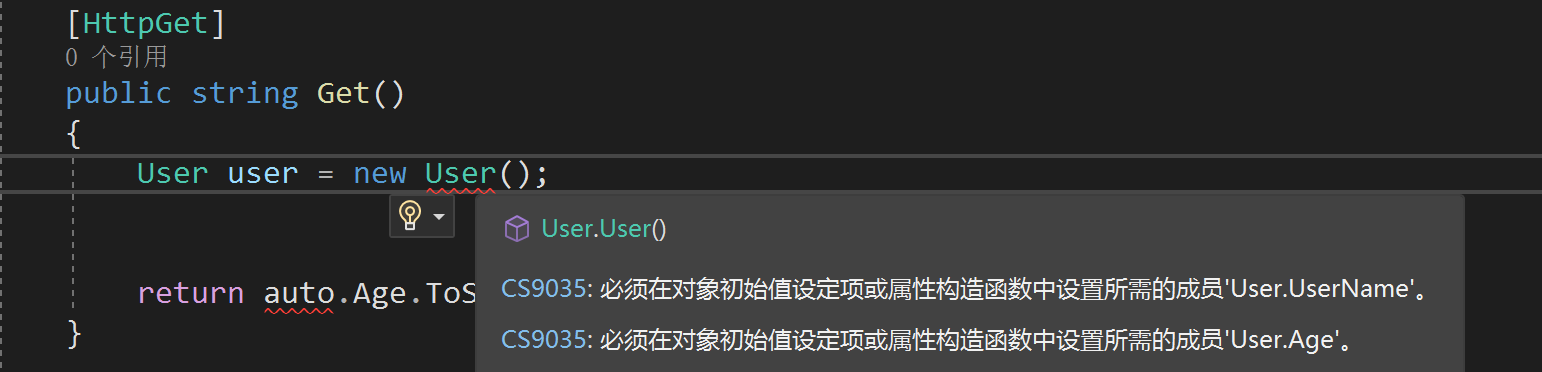 [HttpGet]
0 个引用
public string Get()
{
User user = new User();
User.User()
CS9035: 必须在对象初始值设定项或属性构造函数中设置所需的成员'User.UserName'。
return auto.Age.ToS
CS9035: 必须在对象初始值设定项或属性构造函数中设置所需的成员'User.Age'。
}